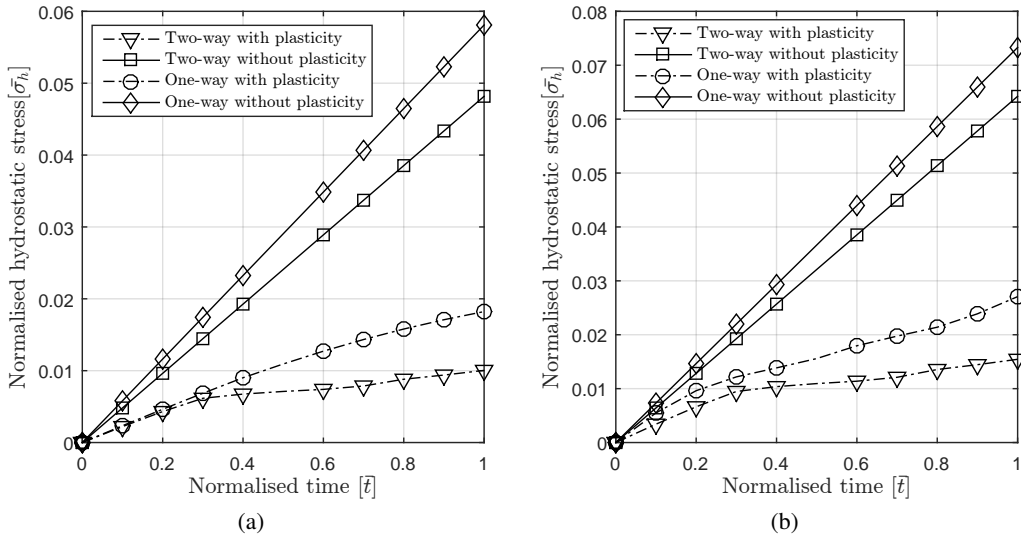 0.06
0.05
0.04
0.03
0.02
0.01
0
Normalised hydrostatic stress[σ̄h]
Two-way with plasticity
Two-way without plasticity
One-way with plasticity
One-way without plasticity
0 0.2 0.4 0.6 0.8 1
Normalised time [t̄]
(a)
0.08
0.07
0.06
0.05
0.04
0.03
0.02
0.01
0
Normalised hydrostatic stress[σ̄h]
Two-way with plasticity
Two-way without plasticity
One-way with plasticity
One-way without plasticity
0 0.2 0.4 0.6 0.8 1
Normalised time [t̄]
(b)